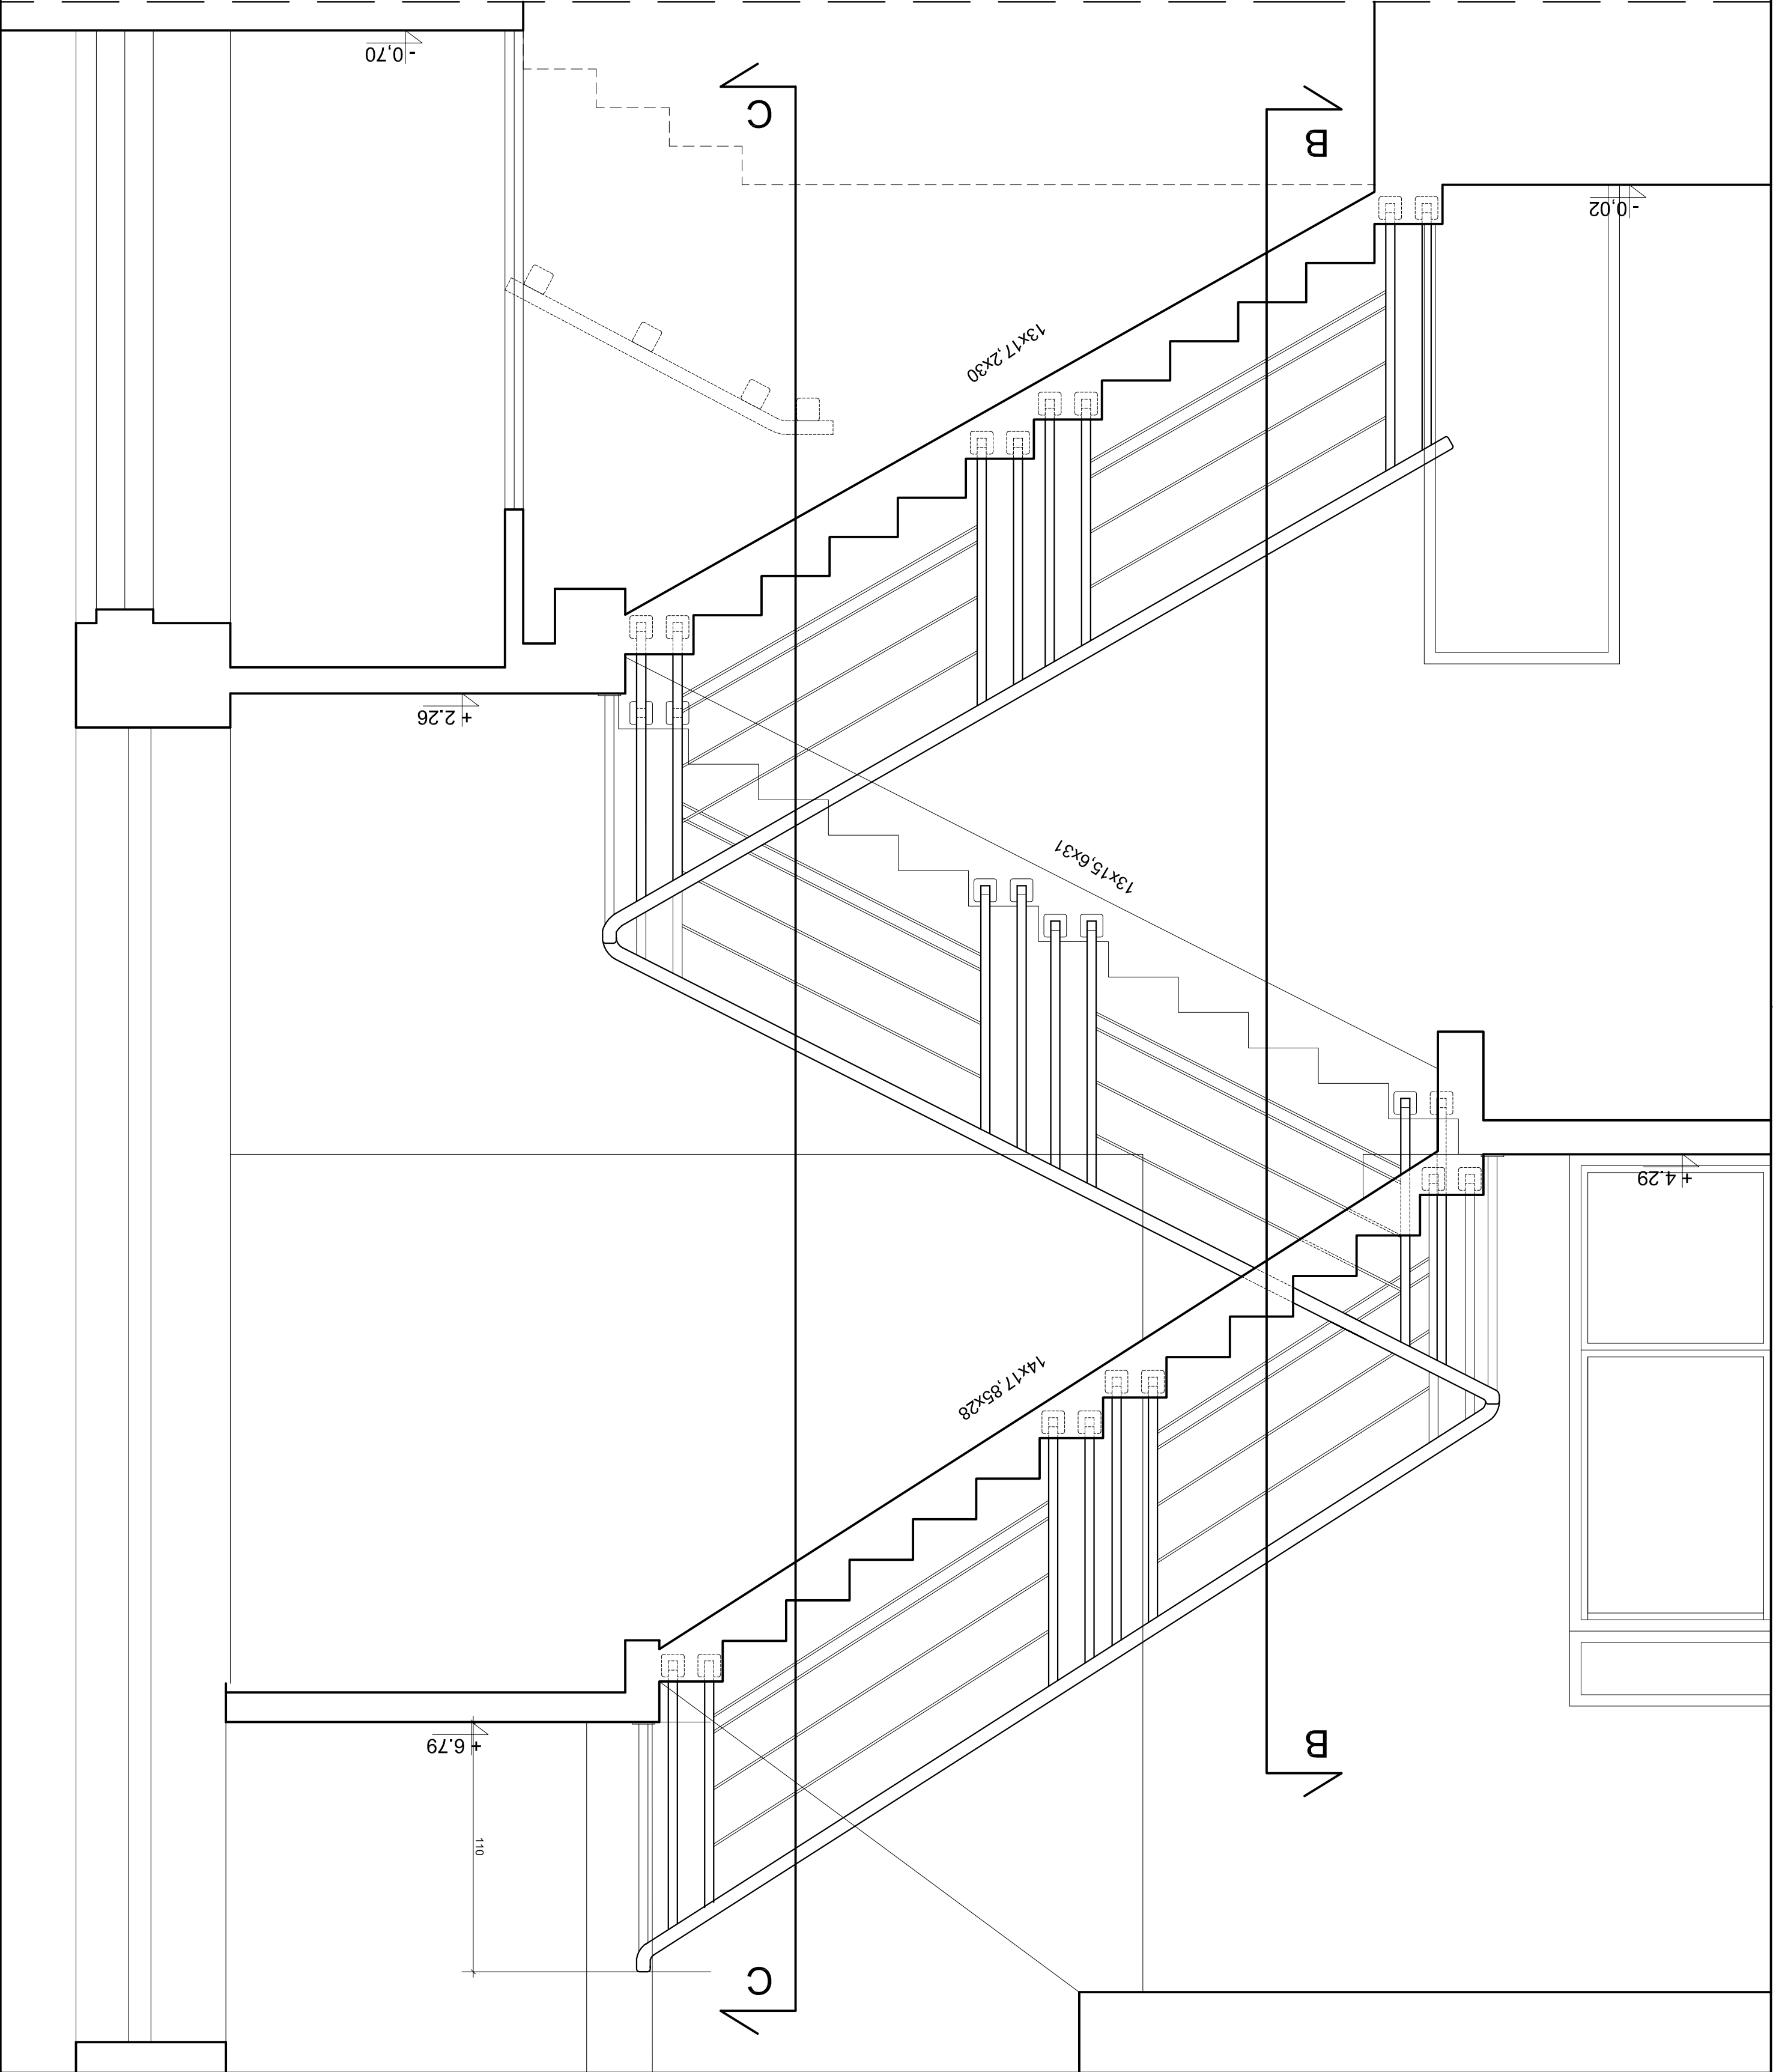 C
110
B
+ 6.79
14x17,85x28
+ 4.29
13x15,6x31
+ 2.26
13x17,2x30
- 0,02
B
C
- 0,70